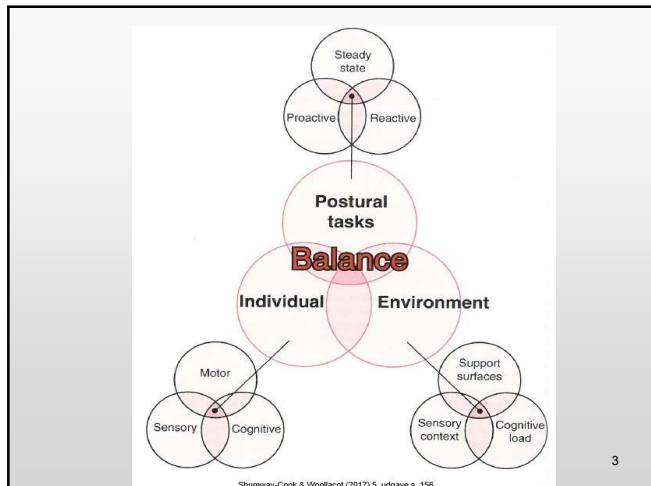 Steady
state
Proactive
Reactive
Postural
tasks
Balance
Individual
Environment
Motor
Sensory
Cognitive
Support
surfaces
Sensory
context
Cognitive
load
3
Shumway-Cook & Woollacot (2017) 5. udgave s. 156